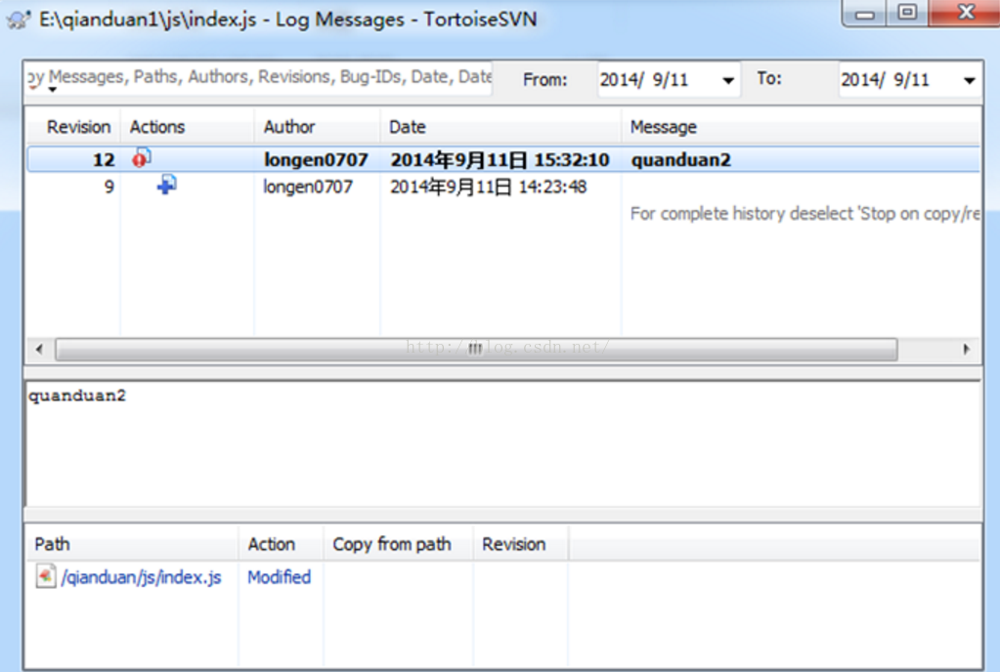 E:\qianduan1\js\index.js - Log Messages - TortoiseSVN
by Messages, Paths, Authors, Revisions, Bug-IDs, Date, Date From: 2014/ 9/11 To: 2014/ 9/11
Revision Actions Author Date Message
12 longen0707 2014年9月11日 15:32:10 quanduan2
9 longen0707 2014年9月11日 14:23:48
For complete history deselect 'Stop on copy/re
http://blog.csdn.net/
quanduan2
Path Action Copy from path Revision
/qianduan/js/index.js Modified